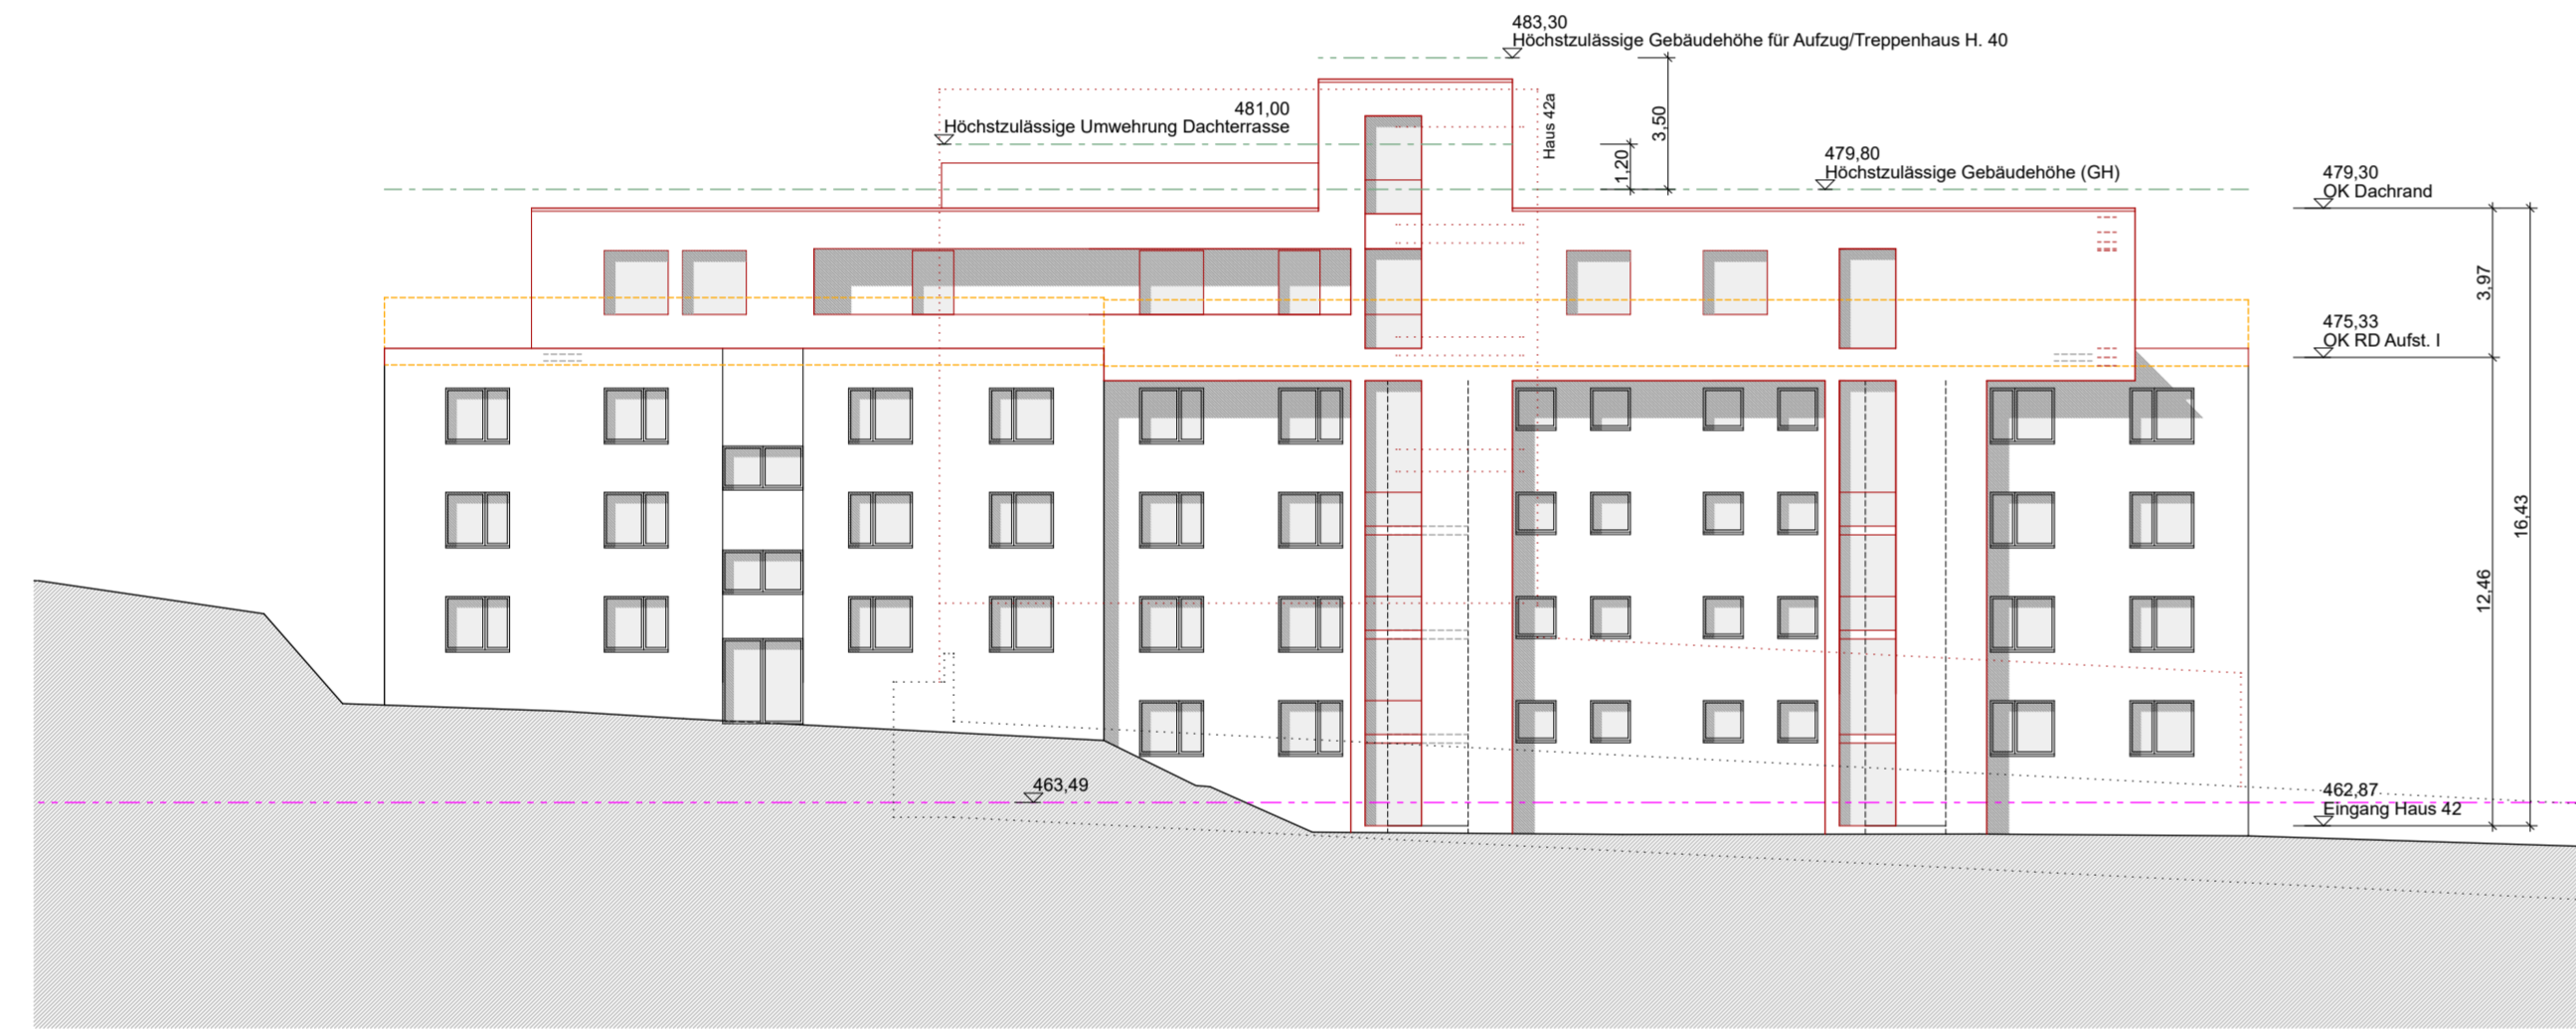 483,30
Höchstzulässige Gebäudehöhe für Aufzug/Treppenhaus H. 40
481,00
Höchstzulässige Umwehrung Dachterrasse
Haus 42a
3,50
1,20
479,80
Höchstzulässige Gebäudehöhe (GH)
479,30
OK Dachrand
3,97
475,33
OK RD Aufst. I
16,43
12,46
463,49
462,87
Eingang Haus 42